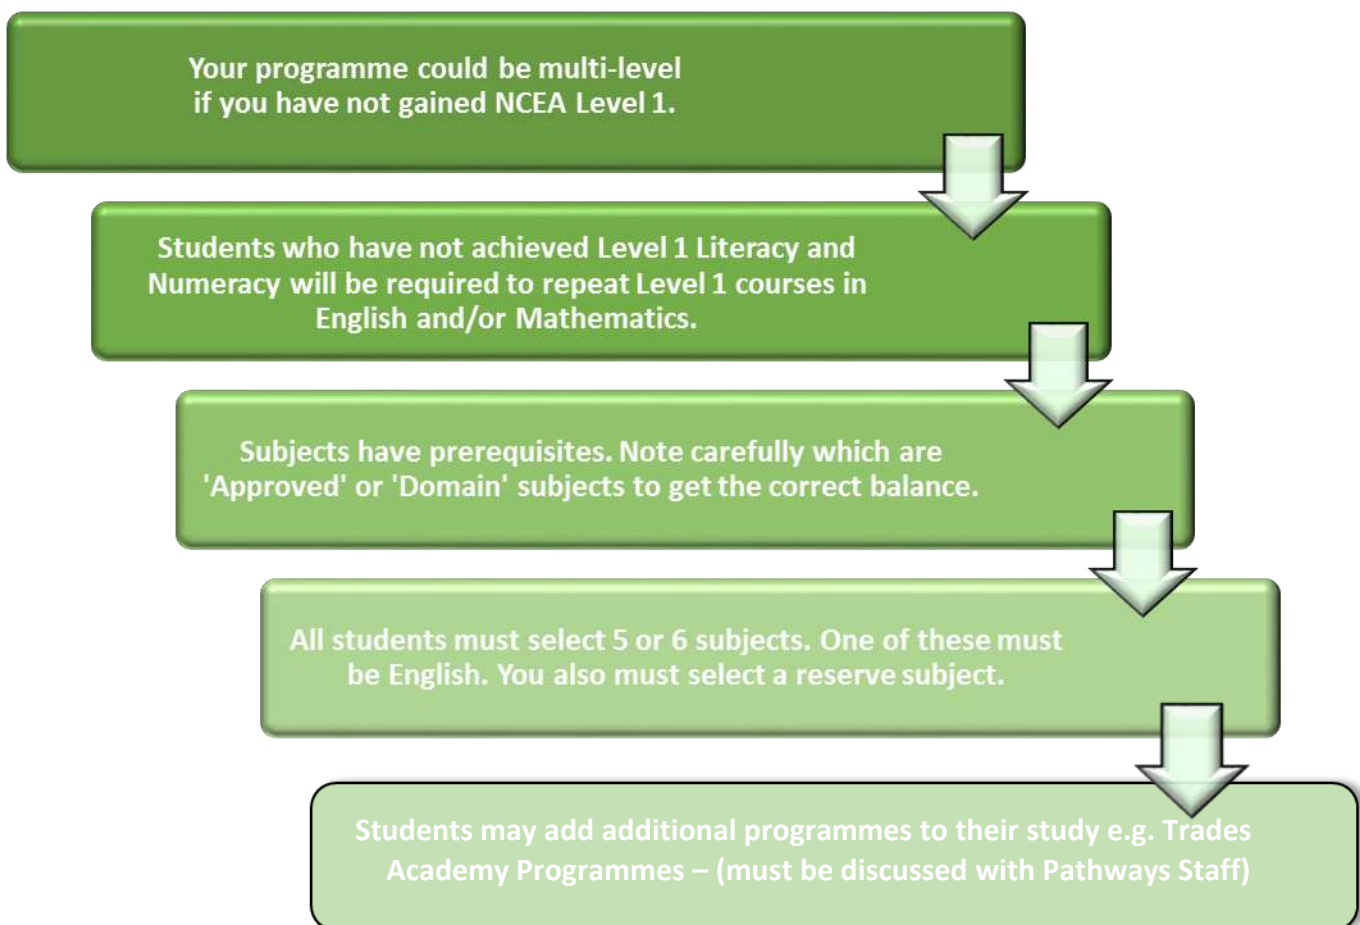 Your programme could be multi-level
if you have not gained NCEA Level 1.
Students who have not achieved Level 1 Literacy and
Numeracy will be required to repeat Level 1 courses in
English and/or Mathematics.
Subjects have prerequisites. Note carefully which are
'Approved' or 'Domain' subjects to get the correct balance.
All students must select 5 or 6 subjects. One of these must
be English. You also must select a reserve subject.
Students may add additional programmes to their study e.g. Trades
Academy Programmes – (must be discussed with Pathways Staff)